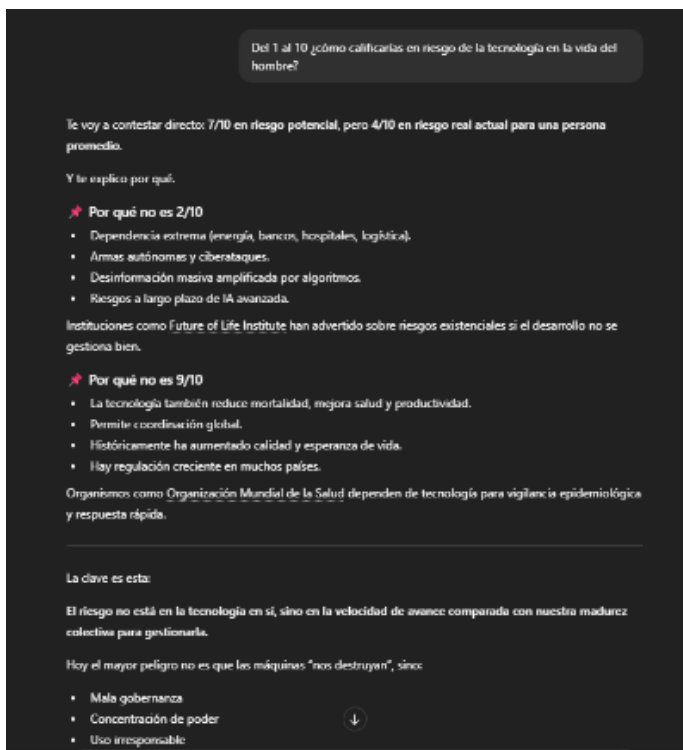 Del 1 al 10 ¿cómo calificarías en riesgo de la tecnología en la vida del
hombre?
Te voy a contestar directo: 7/10 en riesgo potencial, pero 4/10 en riesgo real actual para una persona
promedio.
Y te explico por qué.
📌 Por qué no es 2/10
• Dependencia extrema (energía, bancos, hospitales, logística).
• Armas autónomas y ciberataques.
• Desinformación masiva amplificada por algoritmos.
• Riesgos a largo plazo de IA avanzada.
Instituciones como Future of Life Institute han advertido sobre riesgos existenciales si el desarrollo no se
gestiona bien.
📌 Por qué no es 9/10
• La tecnología también reduce mortalidad, mejora salud y productividad.
• Permite coordinación global.
• Históricamente ha aumentado calidad y esperanza de vida.
• Hay regulación creciente en muchos países.
Organismos como Organización Mundial de la Salud dependen de tecnología para vigilancia epidemiológica
y respuesta rápida.
La clave es esta:
El riesgo no está en la tecnología en sí, sino en la velocidad de avance comparada con nuestra madurez
colectiva para gestionarla.
Hoy el mayor peligro no es que las máquinas “nos destruyan”, sino:
• Mala gobernanza
• Concentración de poder
• Uso irresponsable